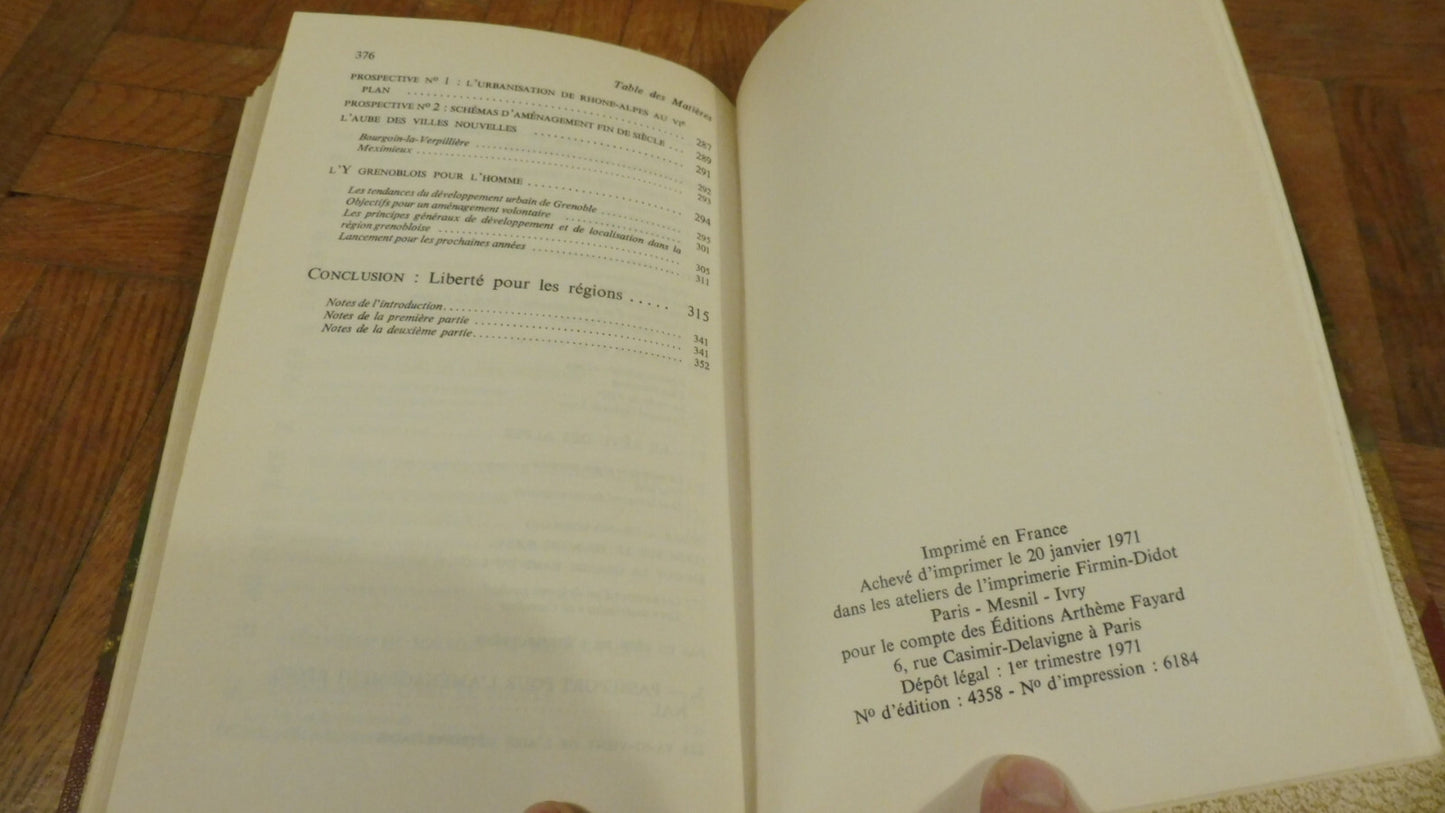 376
Table des Matières
PROSPECTIVE Nº 1 : L'URBANISATION DE RHONE-ALPES AU VIe
PLAN . . . . . . . . . . . . . . . . . . . . 287
PROSPECTIVE Nº 2 : SCHÉMAS D'AMÉNAGEMENT FIN DE SIÈCLE . . . 289
L'AUBE DES VILLES NOUVELLES . . . . . . . . . . . . 291
Bourgoin-la-Verpillière . . . . . . . . . . . . . . . . 292
Meximieux . . . . . . . . . . . . . . . . . . . . 293
L'Y GRENOBLOIS POUR L'HOMME . . . . . . . . . . . . 294
Les tendances du développement urbain de Grenoble . . . . . . . . 295
Objectifs pour un aménagement volontaire . . . . . . . . . . 301
Les principes généraux de développement et de localisation dans la
région grenobloise . . . . . . . . . . . . . . . . 305
Lancement pour les prochaines années . . . . . . . . . . . . 311
CONCLUSION : Liberté pour les régions . . . . . 315
Notes de l'introduction . . . . . . . . . . . . . . . . 341
Notes de la première partie . . . . . . . . . . . . . . . . 341
Notes de la deuxième partie . . . . . . . . . . . . . . . . 352
Imprimé en France
Achevé d'imprimer le 20 janvier 1971
dans les ateliers de l'imprimerie Firmin-Didot
Paris - Mesnil - Ivry
pour le compte des Éditions Arthème Fayard
6, rue Casimir-Delavigne à Paris
Dépôt légal : 1er trimestre 1971
Nº d'édition : 4358 - Nº d'impression : 6184